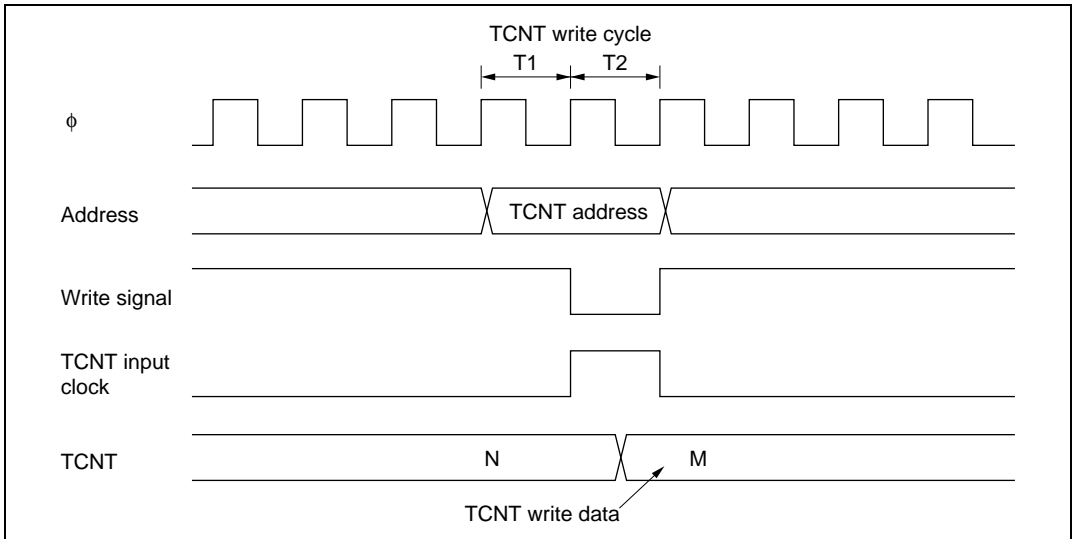 TCNT write cycle
T1 T2
ϕ
Address
TCNT address
Write signal
TCNT input
clock
TCNT
N
M
TCNT write data